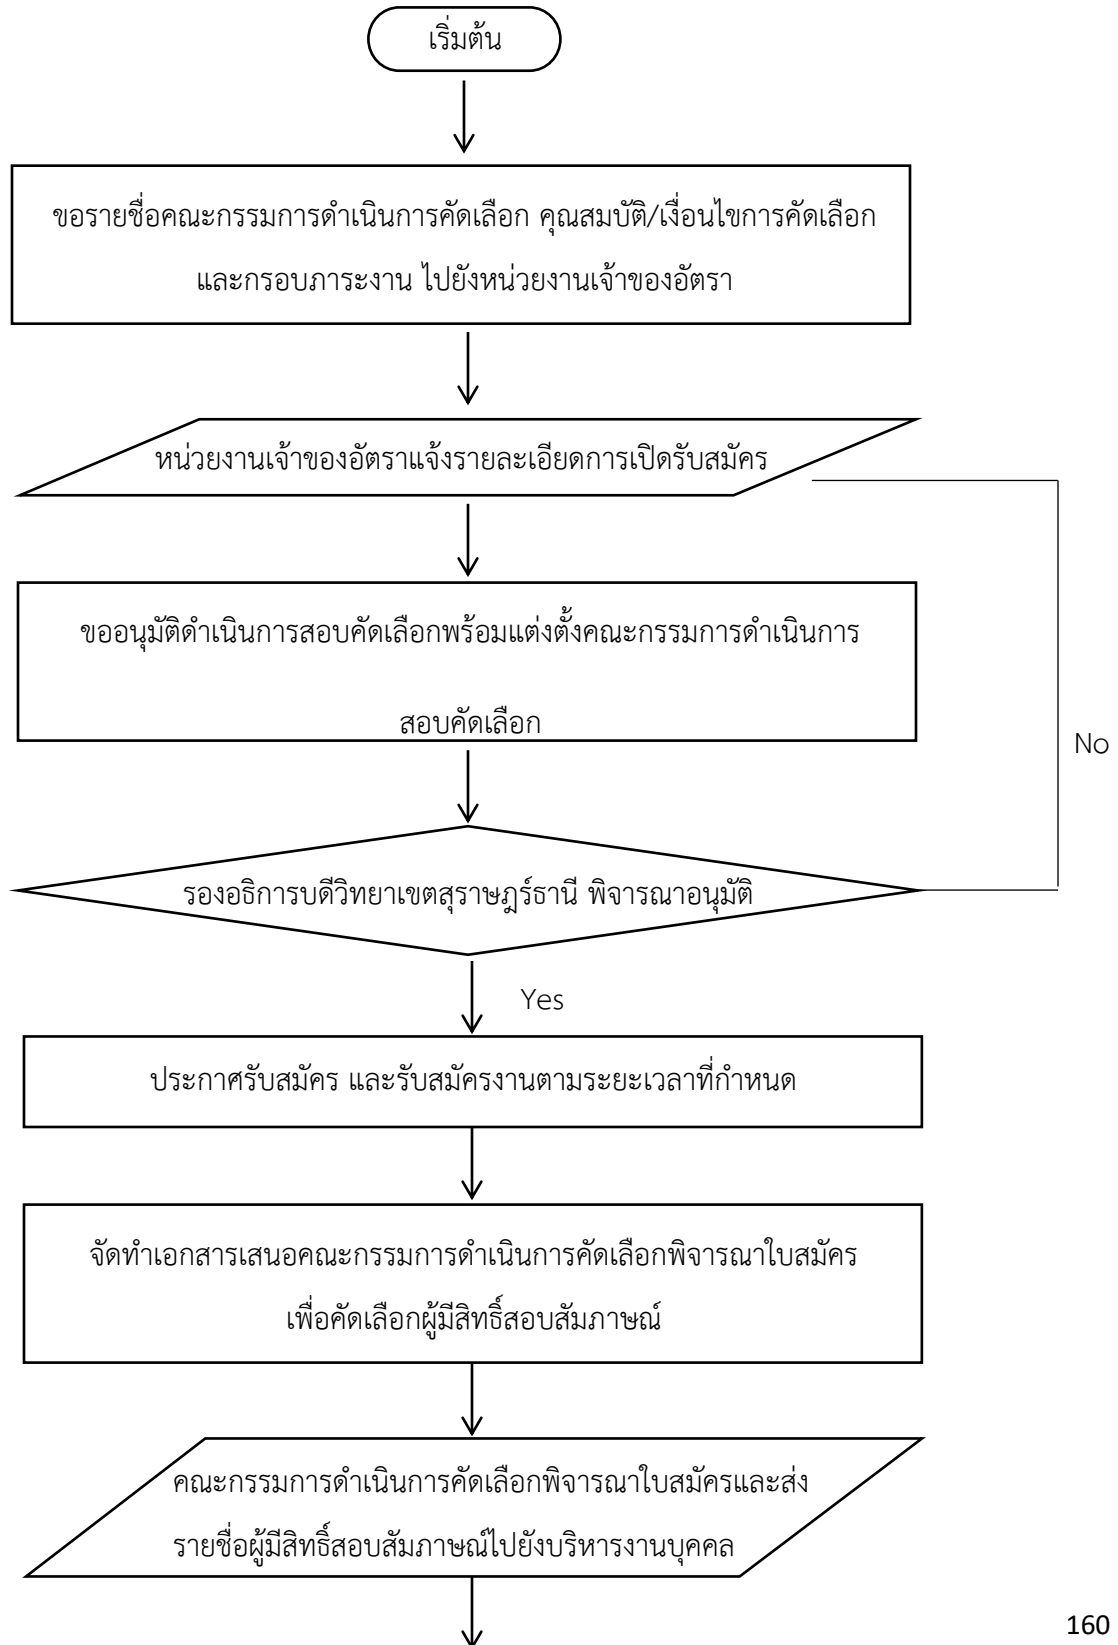 เริ่มต้น
ขอรายชื่อคณะกรรมการดำเนินการคัดเลือก คุณสมบัติ/เงื่อนไขการคัดเลือก
และกรอบภาระงาน ไปยังหน่วยงานเจ้าของอัตรา
หน่วยงานเจ้าของอัตราแจ้งรายละเอียดการเปิดรับสมัคร
ขออนุมัติดำเนินการสอบคัดเลือกพร้อมแต่งตั้งคณะกรรมการดำเนินการ
สอบคัดเลือก
No
รองอธิการบดีวิทยาเขตสุราษฎร์ธานี พิจารณาอนุมัติ
Yes
ประกาศรับสมัคร และรับสมัครงานตามระยะเวลาที่กำหนด
จัดทำเอกสารเสนอคณะกรรมการดำเนินการคัดเลือกพิจารณาใบสมัคร
เพื่อคัดเลือกผู้มีสิทธิ์สอบสัมภาษณ์
คณะกรรมการดำเนินการคัดเลือกพิจารณาใบสมัครและส่ง
รายชื่อผู้มีสิทธิ์สอบสัมภาษณ์ไปยังบริหารงานบุคคล
160